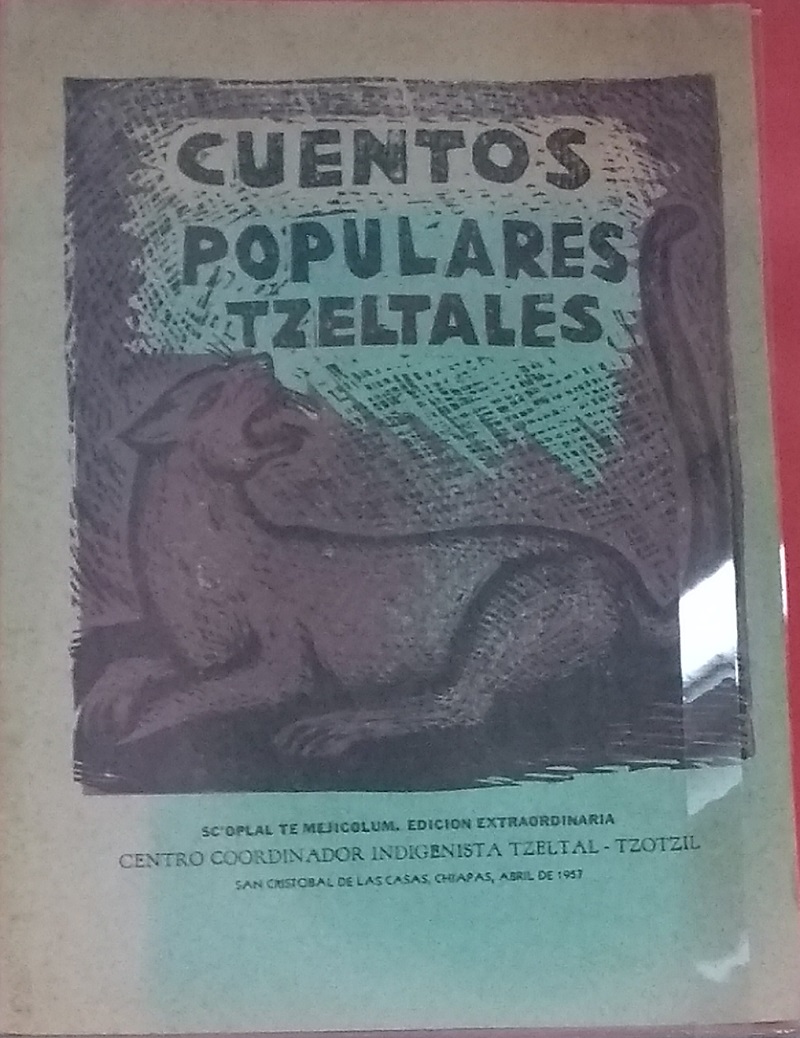 CUENTOS
POPULARES
TZELTALES
SC'OPLAL TE MEJICOLUM. EDICION EXTRAORDINARIA
CENTRO COORDINADOR INDIGENISTA TZELTAL - TZOTZIL
SAN CRISTOBAL DE LAS CASAS, CHIAPAS, ABRIL DE 1957